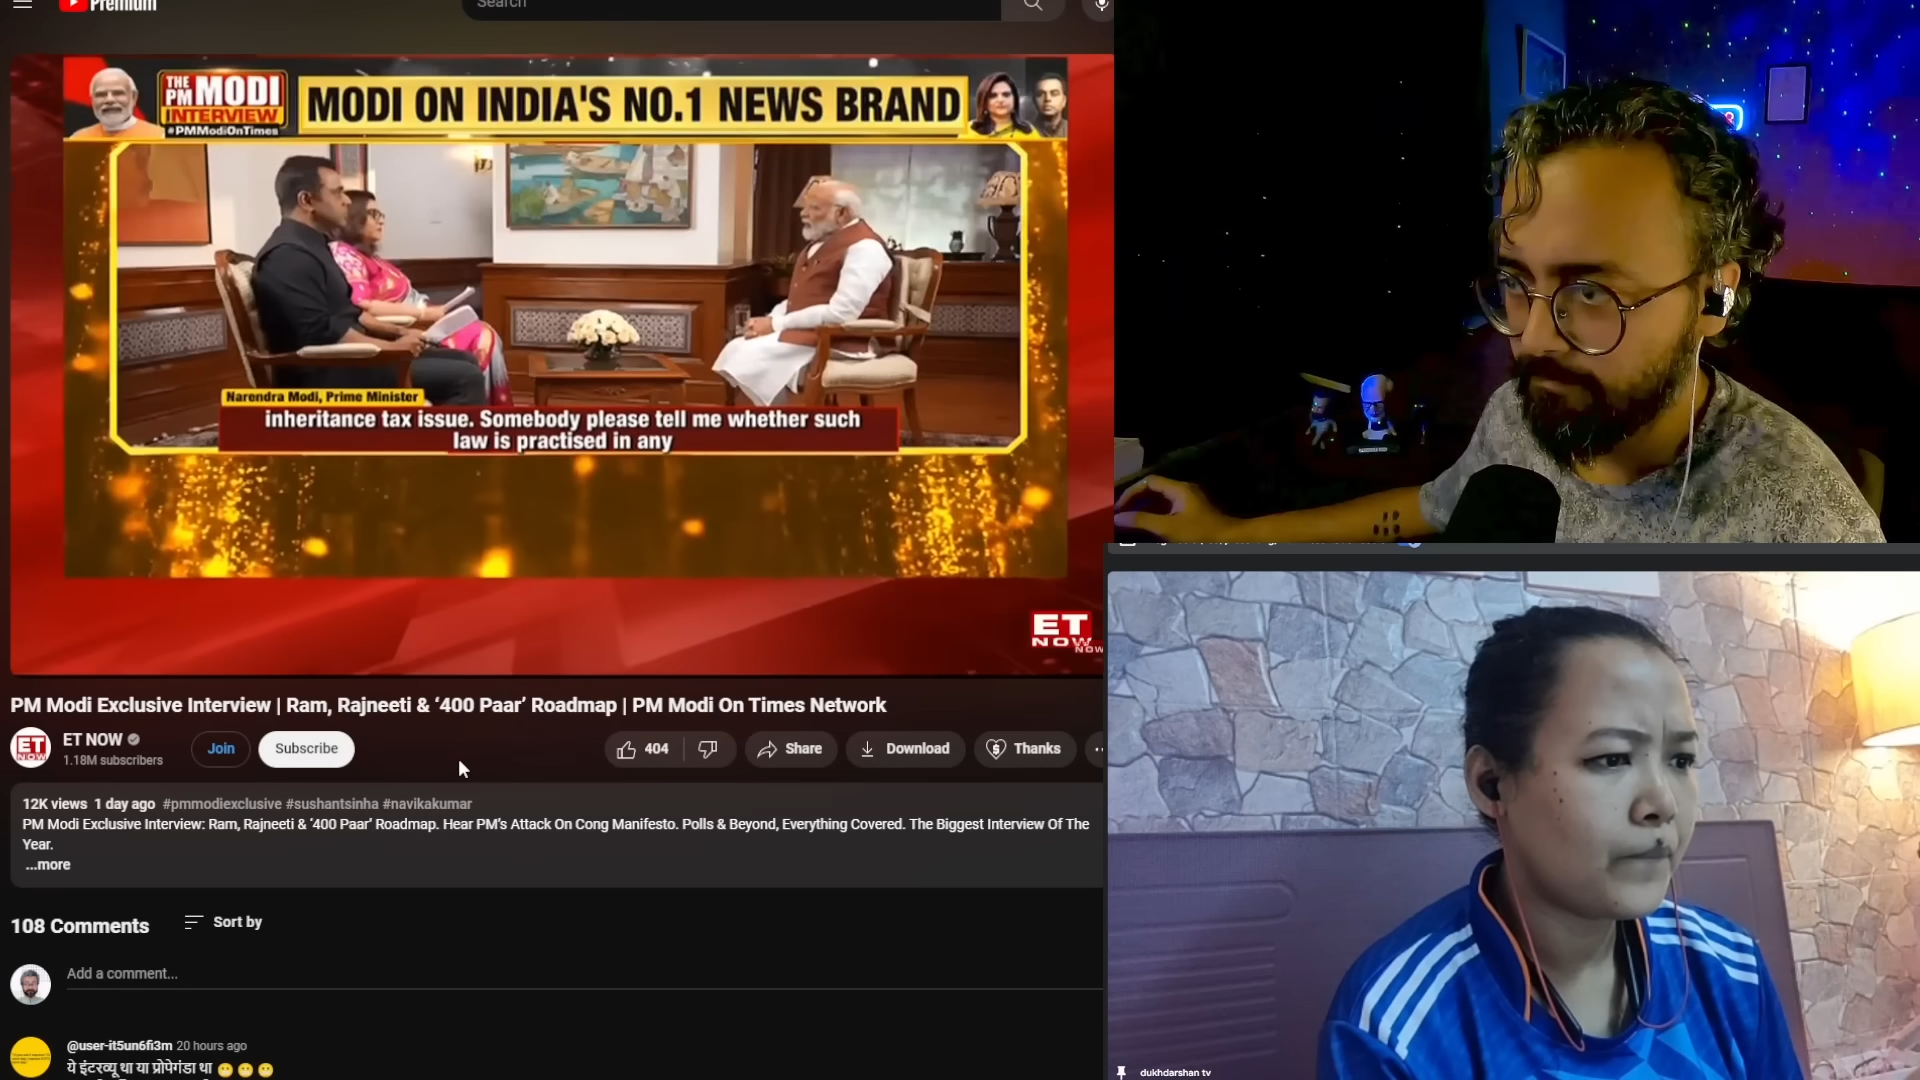 Premium
Search
THE PM MODI INTERVIEW
#PMModiOnTimes
MODI ON INDIA'S NO.1 NEWS BRAND
Narendra Modi, Prime Minister
inheritance tax issue. Somebody please tell me whether such
law is practised in any
ET NOW
NOW
PM Modi Exclusive Interview | Ram, Rajneeti & ‘400 Paar’ Roadmap | PM Modi On Times Network
ET NOW
ET NOW
1.18M subscribers
Join
Subscribe
404
Share
Download
Thanks
12K views 1 day ago #pmmodiexclusive #sushantsinha #navikakumar
PM Modi Exclusive Interview: Ram, Rajneeti & ‘400 Paar’ Roadmap. Hear PM's Attack On Cong Manifesto. Polls & Beyond, Everything Covered. The Biggest Interview Of The
Year.
...more
108 Comments
Sort by
Add a comment...
@user-it5un6fi3m 20 hours ago
ये इंटरव्यू था या प्रोपेगंडा था 😁 😁 😁
dukhdarshan tv